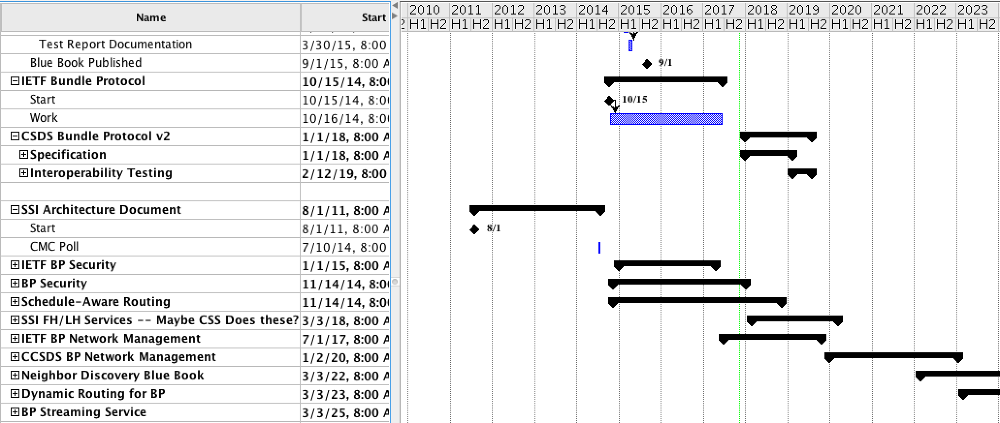 Name Start
2010 2011 2012 2013 2014 2015 2016 2017 2018 2019 2020 2021 2022 2023
H1 H2 H1 H2 H1 H2 H1 H2 H1 H2 H1 H2 H1 H2 H1 H2 H1 H2 H1 H2 H1 H2 H1 H2 H1 H2 H1 H2
Test Report Documentation 3/30/15, 8:00
Blue Book Published 9/1/15, 8:00 A 9/1
IETF Bundle Protocol 10/15/14, 8:00
Start 10/15/14, 8:00 10/15
Work 10/16/14, 8:00
CSDS Bundle Protocol v2 1/1/18, 8:00 A
Specification 1/1/18, 8:00 A
Interoperability Testing 2/12/19, 8:00
SSI Architecture Document 8/1/11, 8:00 A
Start 8/1/11, 8:00 A 8/1
CMC Poll 7/10/14, 8:00
IETF BP Security 1/1/15, 8:00 A
BP Security 11/14/14, 8:00
Schedule-Aware Routing 11/14/14, 8:00
SSI FH/LH Services -- Maybe CSS Does these? 3/3/18, 8:00 A
IETF BP Network Management 7/1/17, 8:00 A
CCSDS BP Network Management 1/2/20, 8:00 A
Neighbor Discovery Blue Book 3/3/22, 8:00 A
Dynamic Routing for BP 3/3/23, 8:00 A
BP Streaming Service 3/3/25, 8:00 A